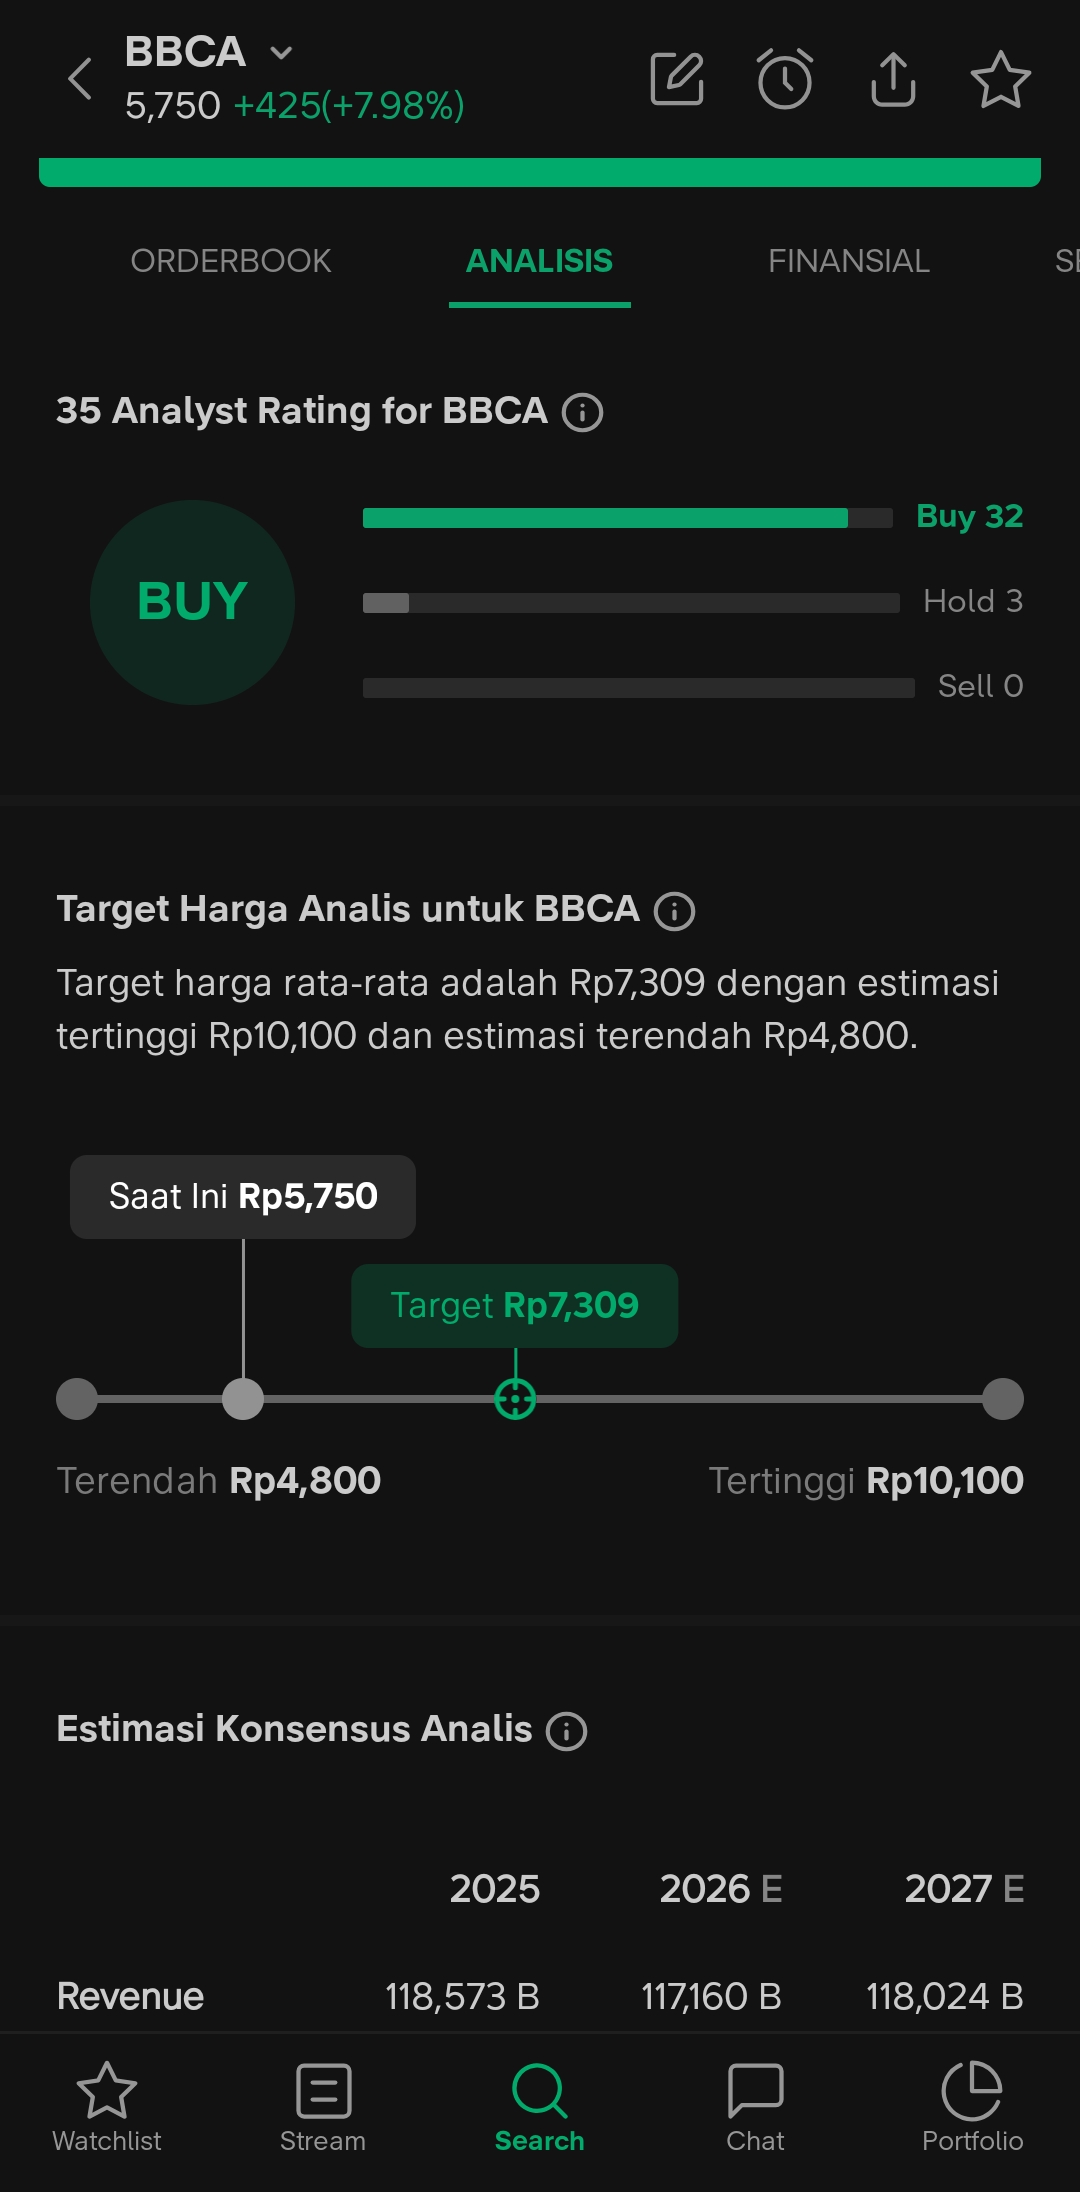 BBCA
5,750 +425(+7.98%)
ORDERBOOK ANALISIS FINANSIAL
35 Analyst Rating for BBCA
BUY
Buy 32
Hold 3
Sell 0
Target Harga Analis untuk BBCA
Target harga rata-rata adalah Rp7,309 dengan estimasi
tertinggi Rp10,100 dan estimasi terendah Rp4,800.
Saat Ini Rp5,750
Target Rp7,309
Terendah Rp4,800 Tertinggi Rp10,100
Estimasi Konsensus Analis
2025 2026 E 2027 E
Revenue 118,573 B 117,160 B 118,024 B
Watchlist Stream Search Chat Portfolio